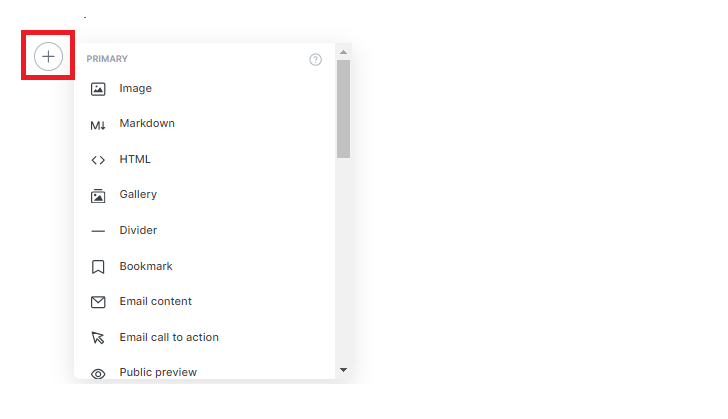 PRIMARY
Image
Markdown
HTML
Gallery
Divider
Bookmark
Email content
Email call to action
Public preview